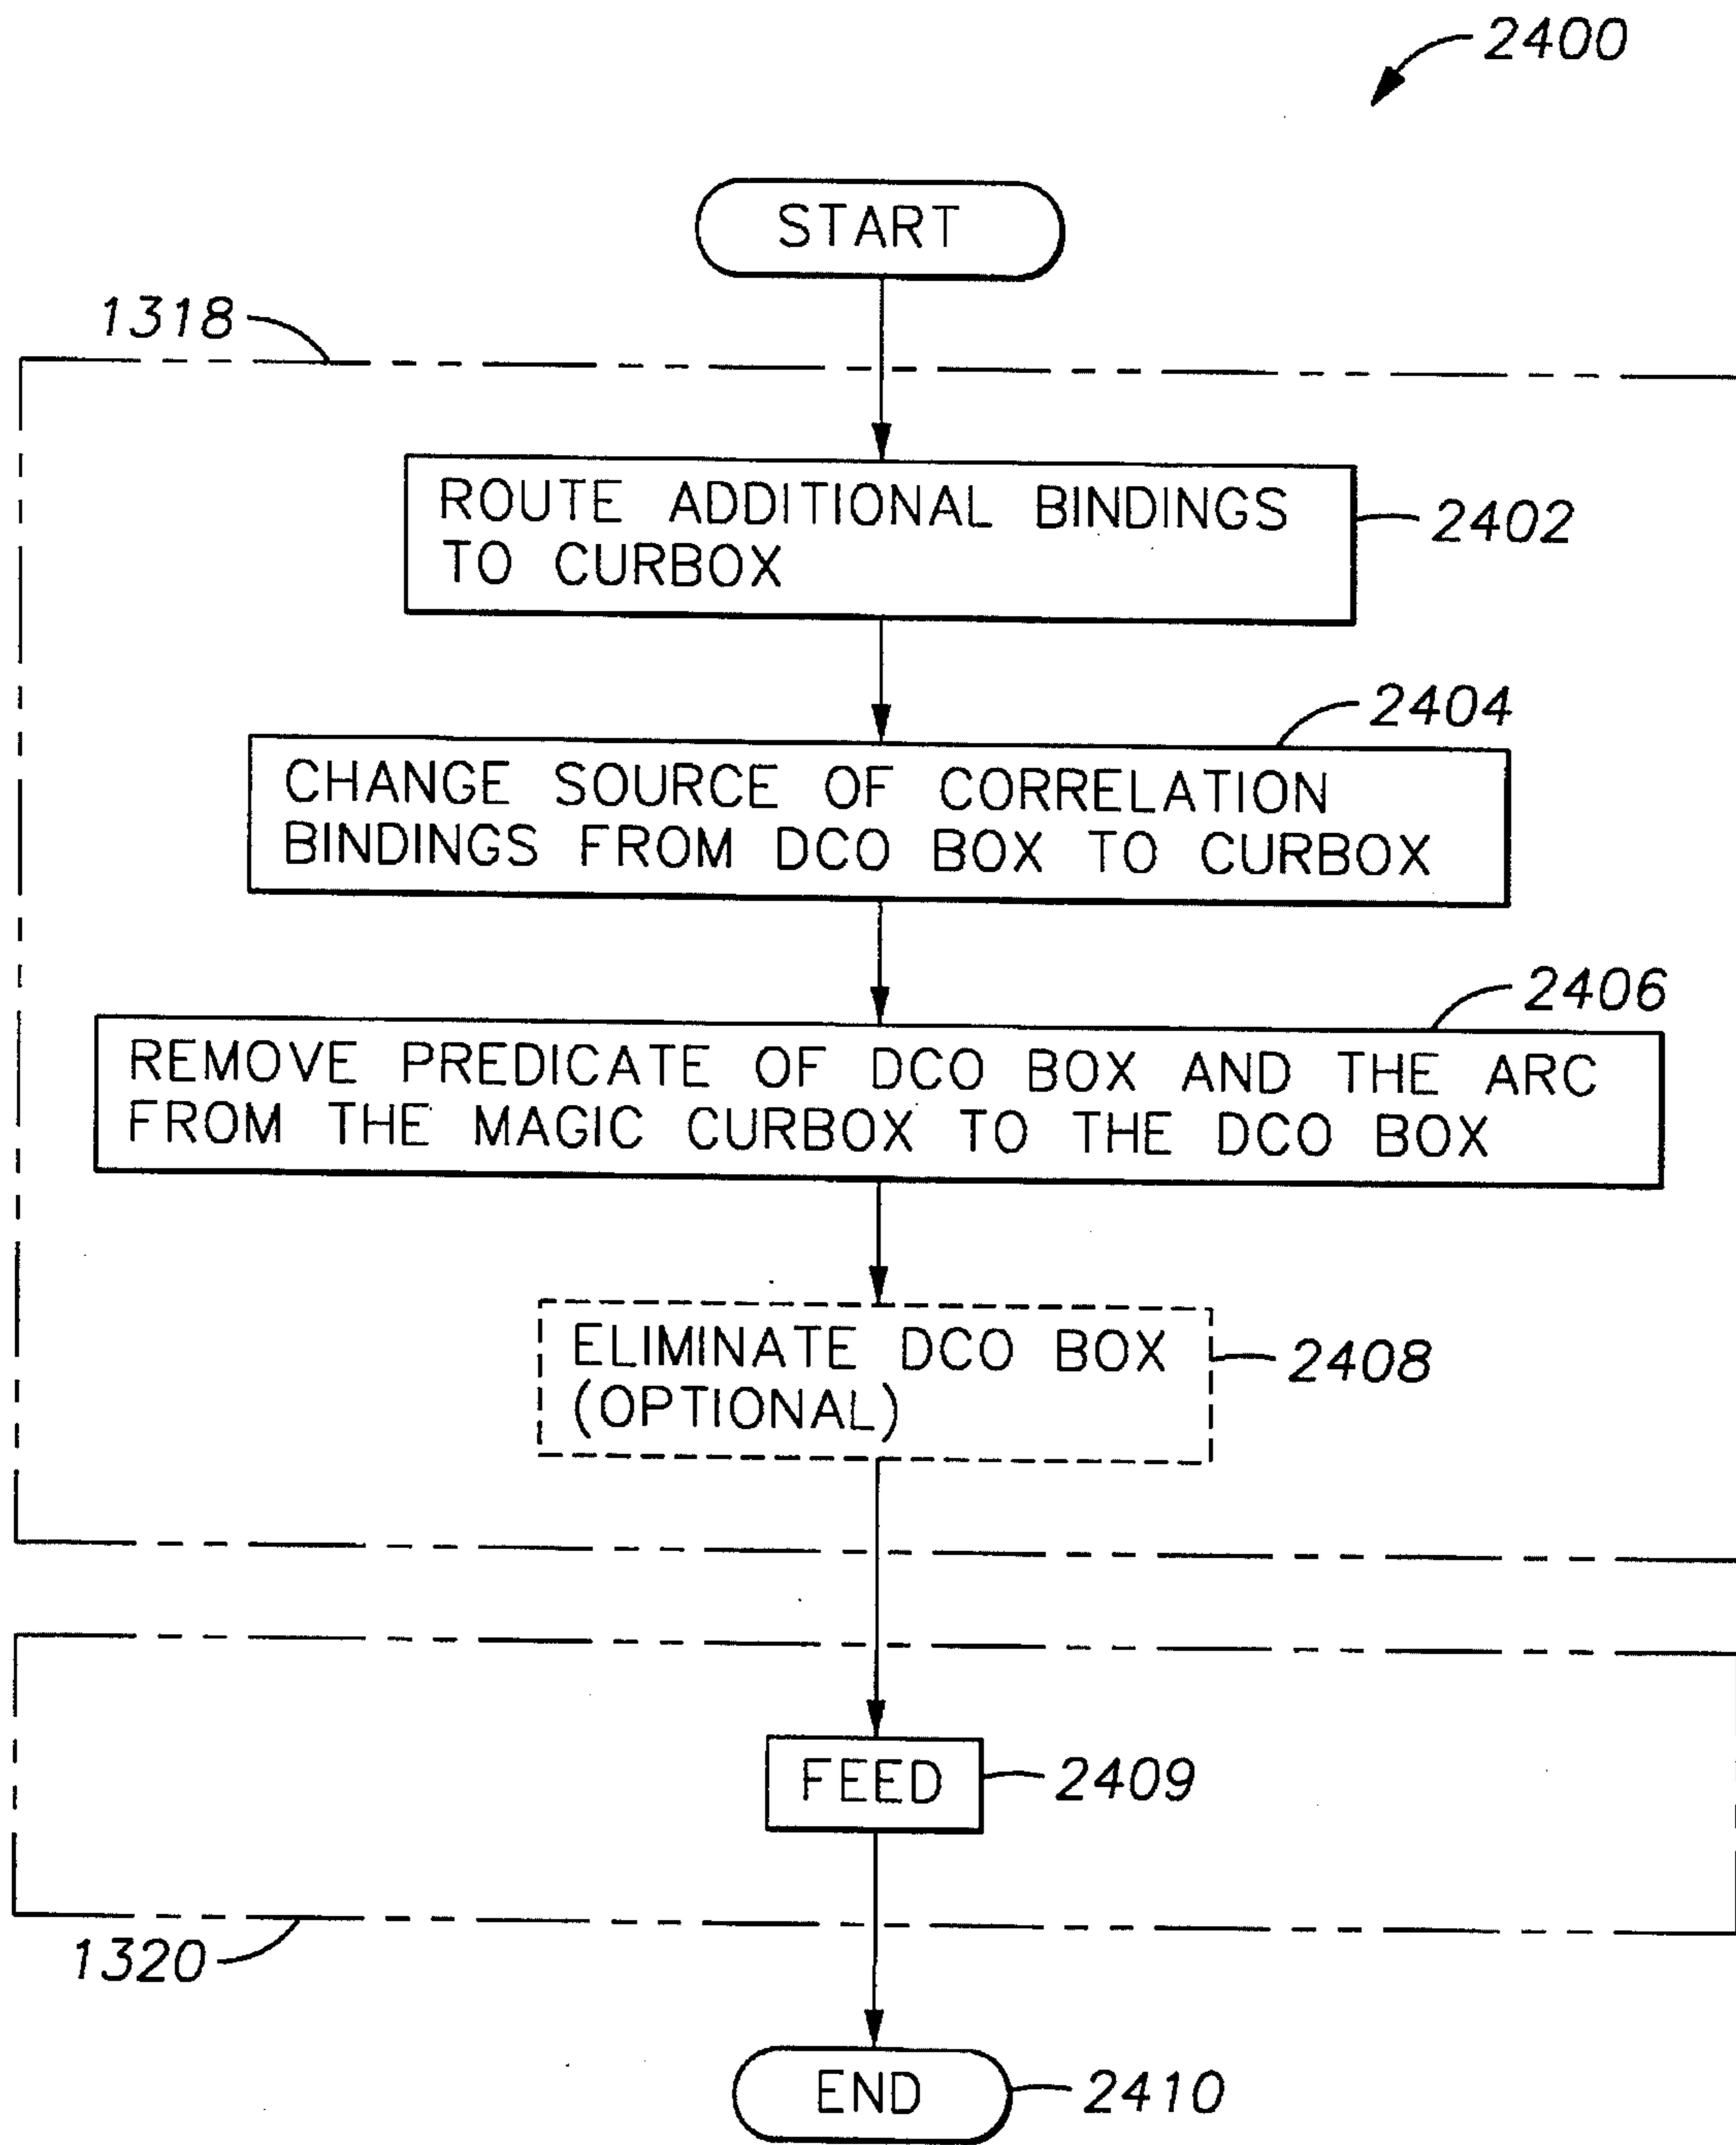 2400
START
1318
ROUTE ADDITIONAL BINDINGS
TO CURBOX
2402
2404
CHANGE SOURCE OF CORRELATION
BINDINGS FROM DCO BOX TO CURBOX
2406
REMOVE PREDICATE OF DCO BOX AND THE ARC
FROM THE MAGIC CURBOX TO THE DCO BOX
ELIMINATE DCO BOX
(OPTIONAL)
2408
FEED
2409
1320
END
2410